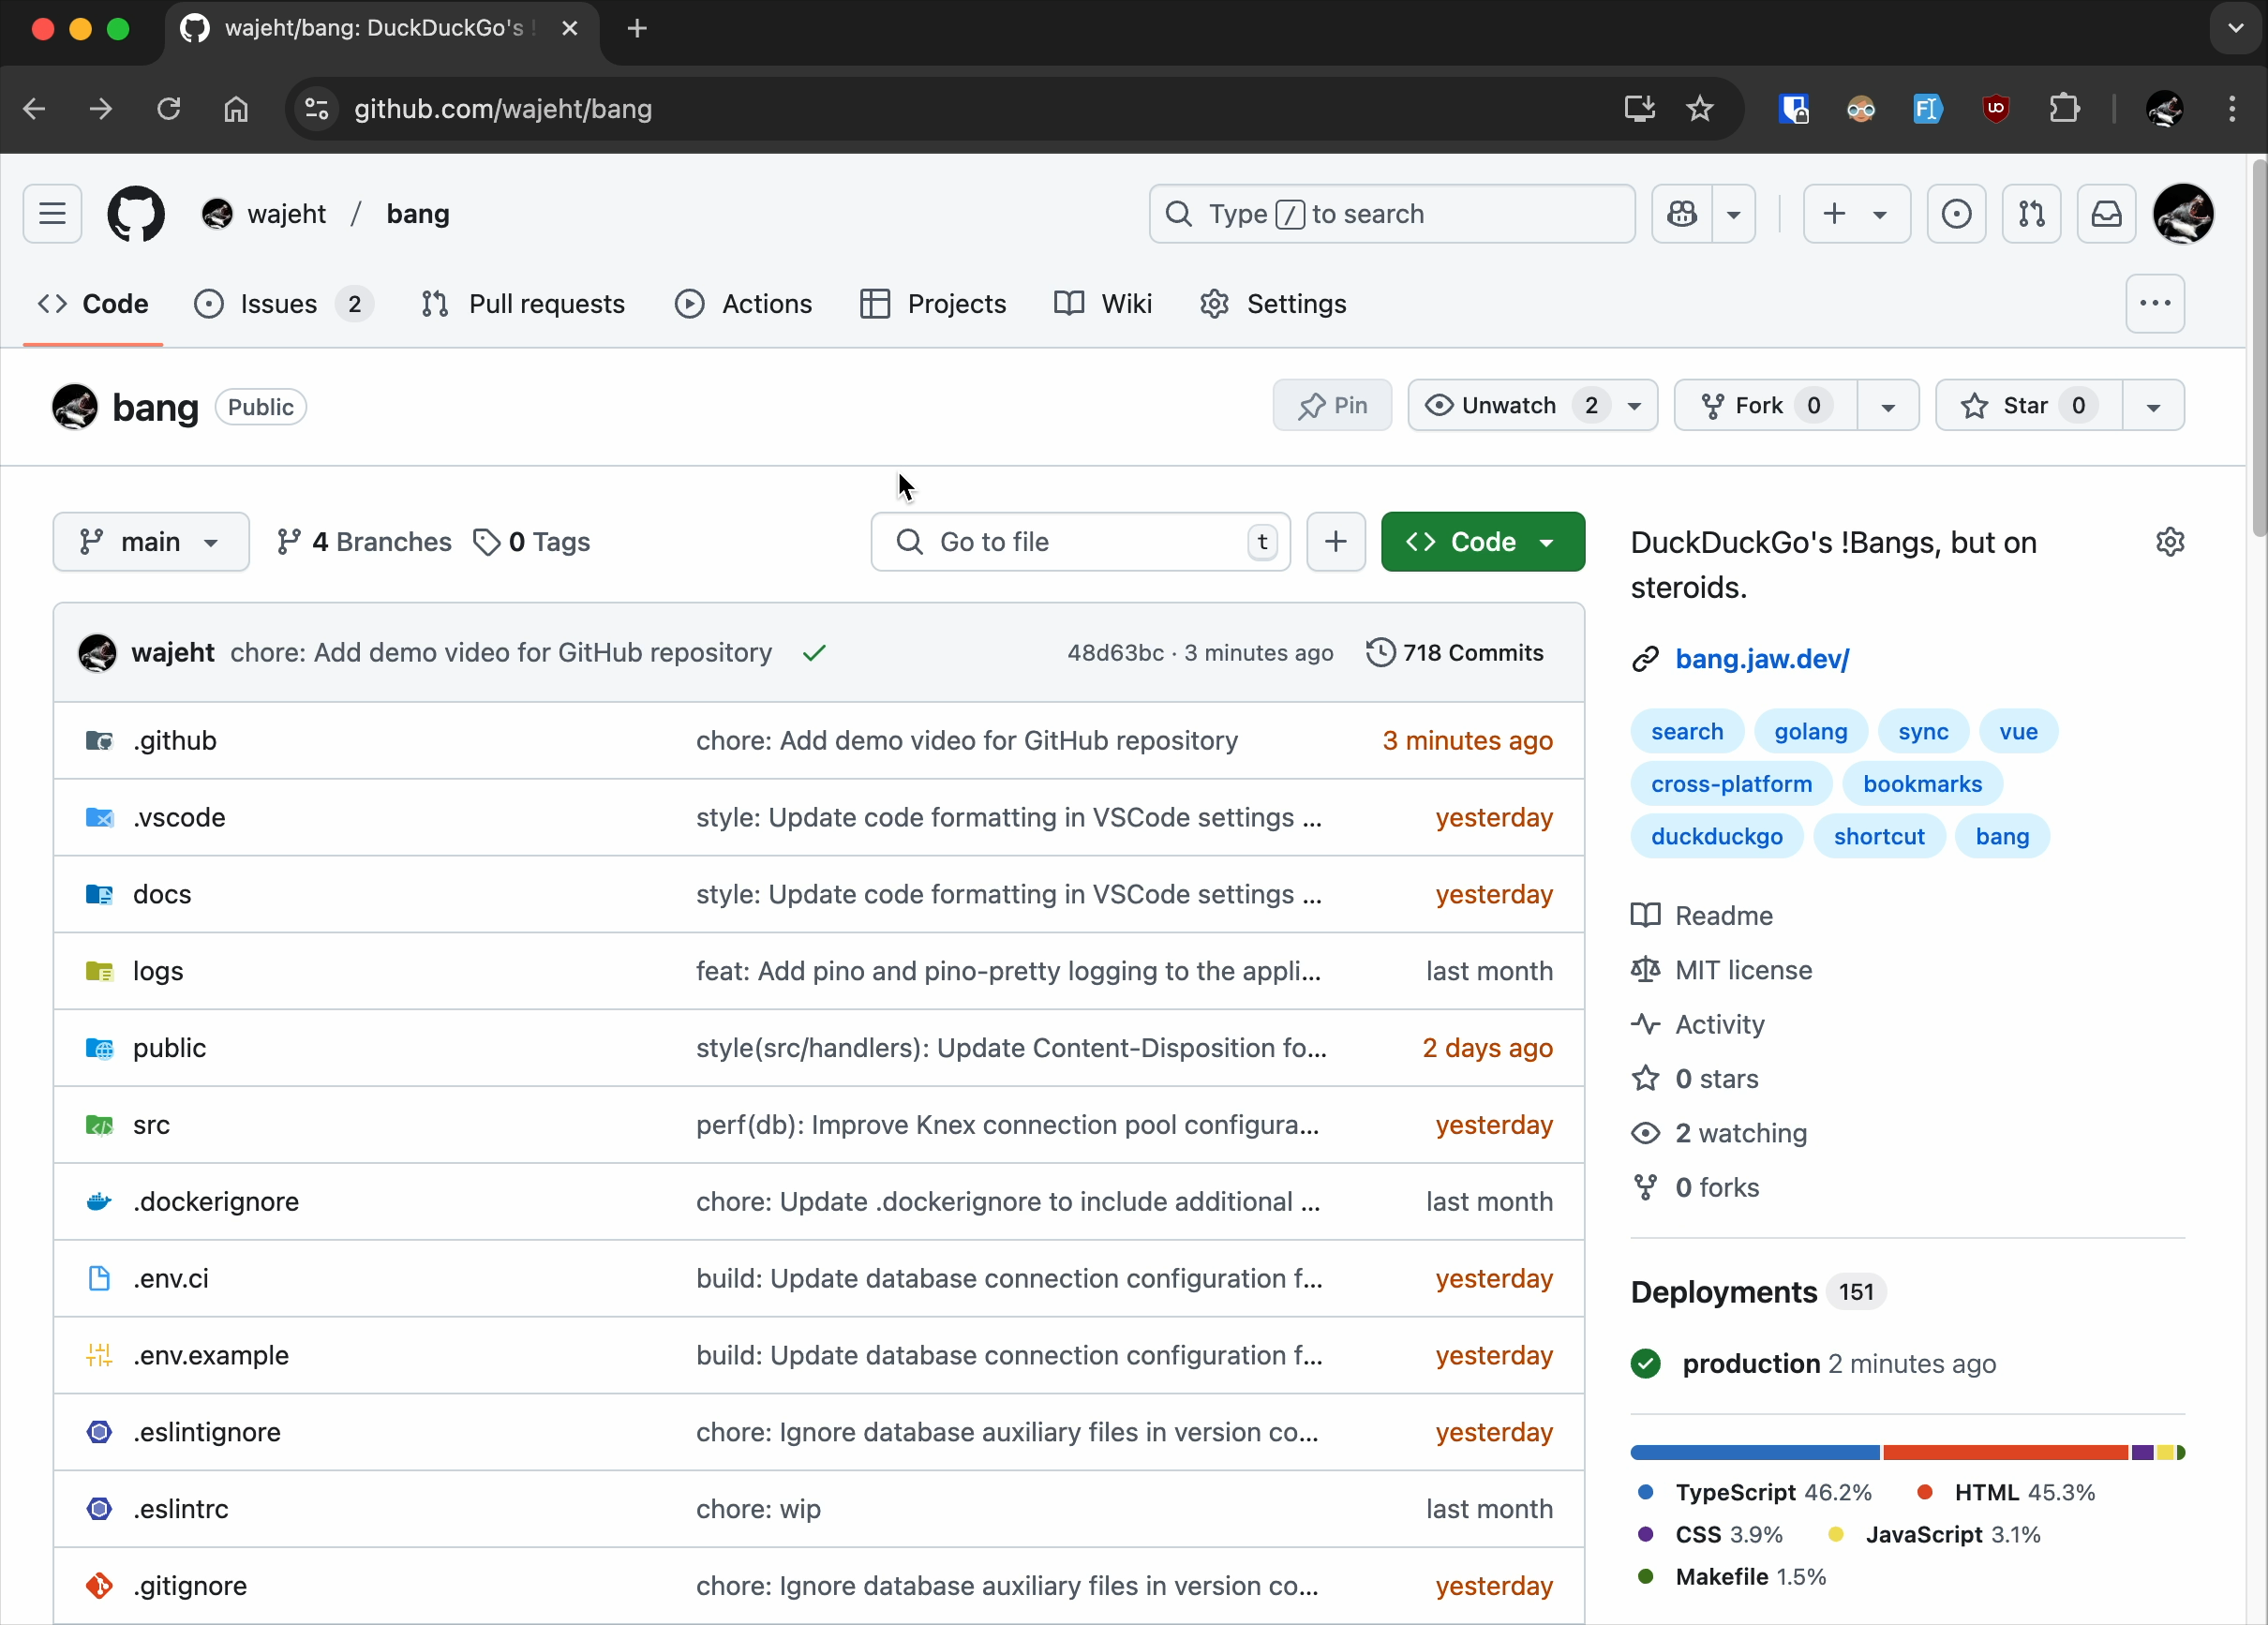 wajeht/bang: DuckDuckGo's !
github.com/wajeht/bang
wajeht / bang
Type / to search
Code
Issues 2
Pull requests
Actions
Projects
Wiki
Settings
bang Public
Pin
Unwatch 2
Fork 0
Star 0
main
4 Branches
0 Tags
Go to file t
Code
wajeht chore: Add demo video for GitHub repository
48d63bc · 3 minutes ago
718 Commits
.github chore: Add demo video for GitHub repository 3 minutes ago
.vscode style: Update code formatting in VSCode settings ... yesterday
docs style: Update code formatting in VSCode settings ... yesterday
logs feat: Add pino and pino-pretty logging to the appli... last month
public style(src/handlers): Update Content-Disposition fo... 2 days ago
src perf(db): Improve Knex connection pool configura... yesterday
.dockerignore chore: Update .dockerignore to include additional ... last month
.env.ci build: Update database connection configuration f... yesterday
.env.example build: Update database connection configuration f... yesterday
.eslintignore chore: Ignore database auxiliary files in version co... yesterday
.eslintrc chore: wip last month
.gitignore chore: Ignore database auxiliary files in version co... yesterday
DuckDuckGo's !Bangs, but on
steroids.
bang.jaw.dev/
search golang sync vue
cross-platform bookmarks
duckduckgo shortcut bang
Readme
MIT license
Activity
0 stars
2 watching
0 forks
Deployments 151
production 2 minutes ago
TypeScript 46.2% HTML 45.3%
CSS 3.9% JavaScript 3.1%
Makefile 1.5%